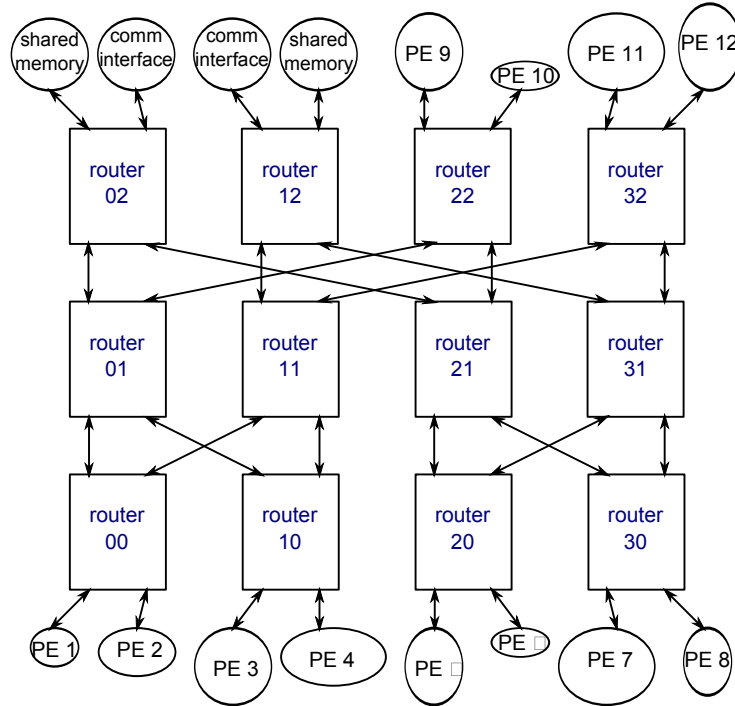 shared
memory
comm
interface
comm
interface
shared
memory
PE 9
PE 10
PE 11
PE 12
router
02
router
12
router
22
router
32
router
01
router
11
router
21
router
31
router
00
router
10
router
20
router
30
PE 1
PE 2
PE 3
PE 4
PE □
PE □
PE 7
PE 8